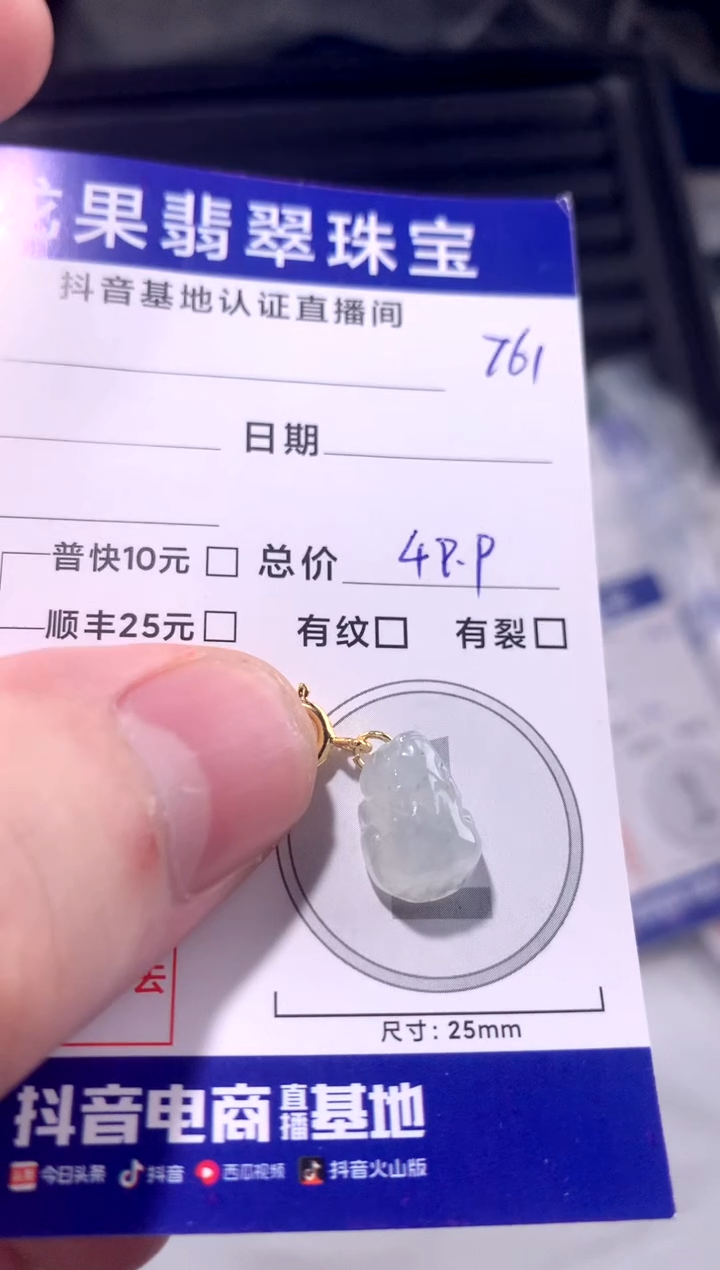 果翡翠珠宝
抖音基地认证直播间
761
日期
普快10元 总价 4P.P
顺丰25元 有纹 有裂
去
尺寸: 25mm
抖音电商直播基地
今日头条 抖音 西瓜视频 抖音火山版